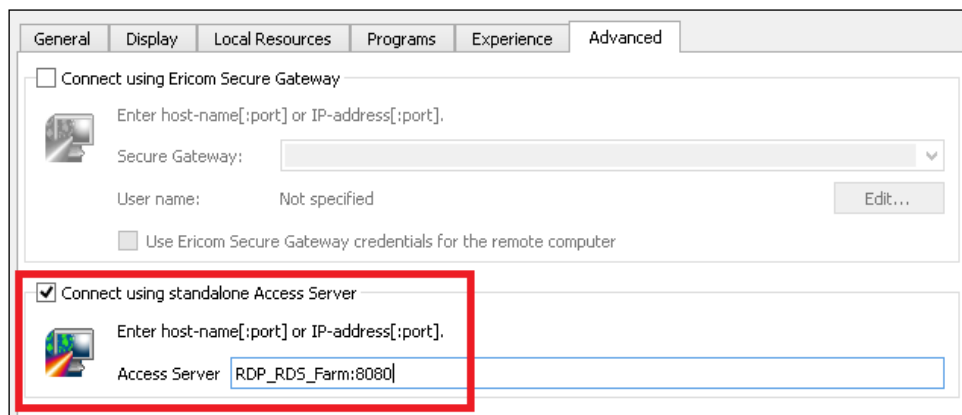 General Display Local Resources Programs Experience Advanced
Connect using Ericom Secure Gateway
Enter host-name[:port] or IP-address[:port].
Secure Gateway:
User name: Not specified Edit...
Use Ericom Secure Gateway credentials for the remote computer
Connect using standalone Access Server
Enter host-name[:port] or IP-address[:port].
Access Server RDP_RDS_Farm:8080